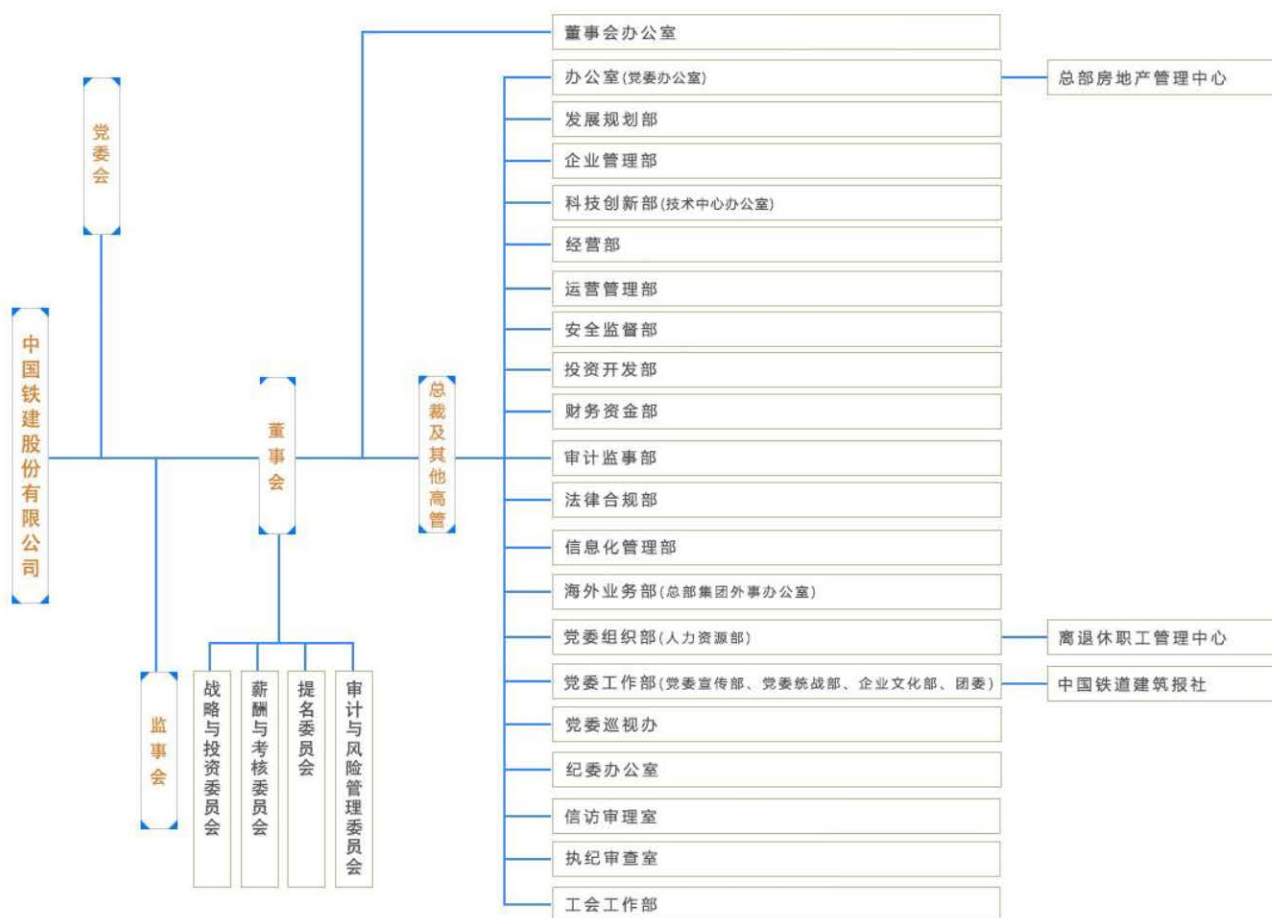 中国铁建股份有限公司
党委会
监事会
董事会
战略与投资委员会
薪酬与考核委员会
提名委员会
审计与风险管理委员会
总裁及其他高管
董事会办公室
办公室(党委办公室)
总部房地产管理中心
发展规划部
企业管理部
科技创新部(技术中心办公室)
经营部
运营管理部
安全监督部
投资开发部
财务资金部
审计监事部
法律合规部
信息化管理部
海外业务部(总部集团外事办公室)
党委组织部(人力资源部)
离退休职工管理中心
党委工作部(党委宣传部、党委统战部、企业文化部、团委)
中国铁道建筑报社
党委巡视办
纪委办公室
信访审理室
执纪审查室
工会工作部